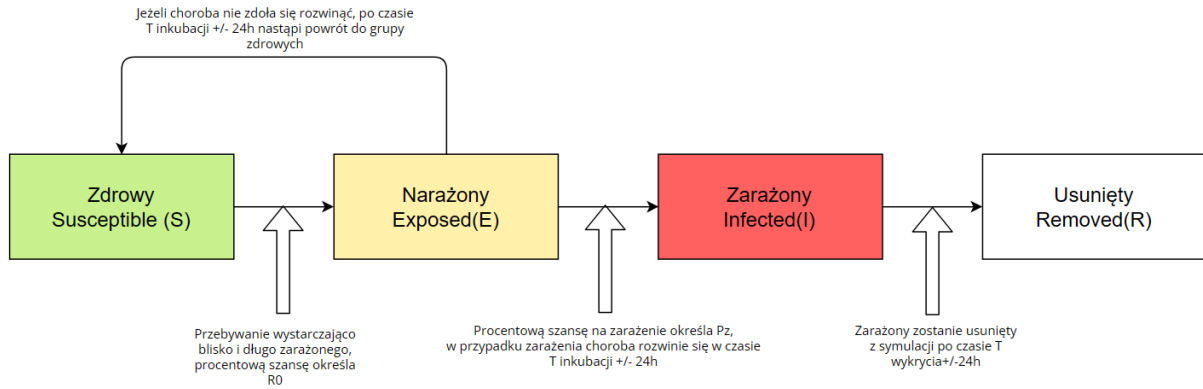 Jeżeli choroba nie zdoła się rozwinąć, po czasie
T inkubacji +/- 24h nastąpi powrót do grupy
zdrowych
Zdrowy
Susceptible (S)
Narażony
Exposed(E)
Zarażony
Infected(I)
Usunięty
Removed(R)
Przebywanie wystarczająco
blisko i długo zarażonego,
procentową szansę określa
R0
Procentową szansę na zarażenie określa Pz,
w przypadku zarażenia choroba rozwinie się w czasie
T inkubacji +/- 24h
Zarażony zostanie usunięty
z symulacji po czasie T
wykrycia+/-24h